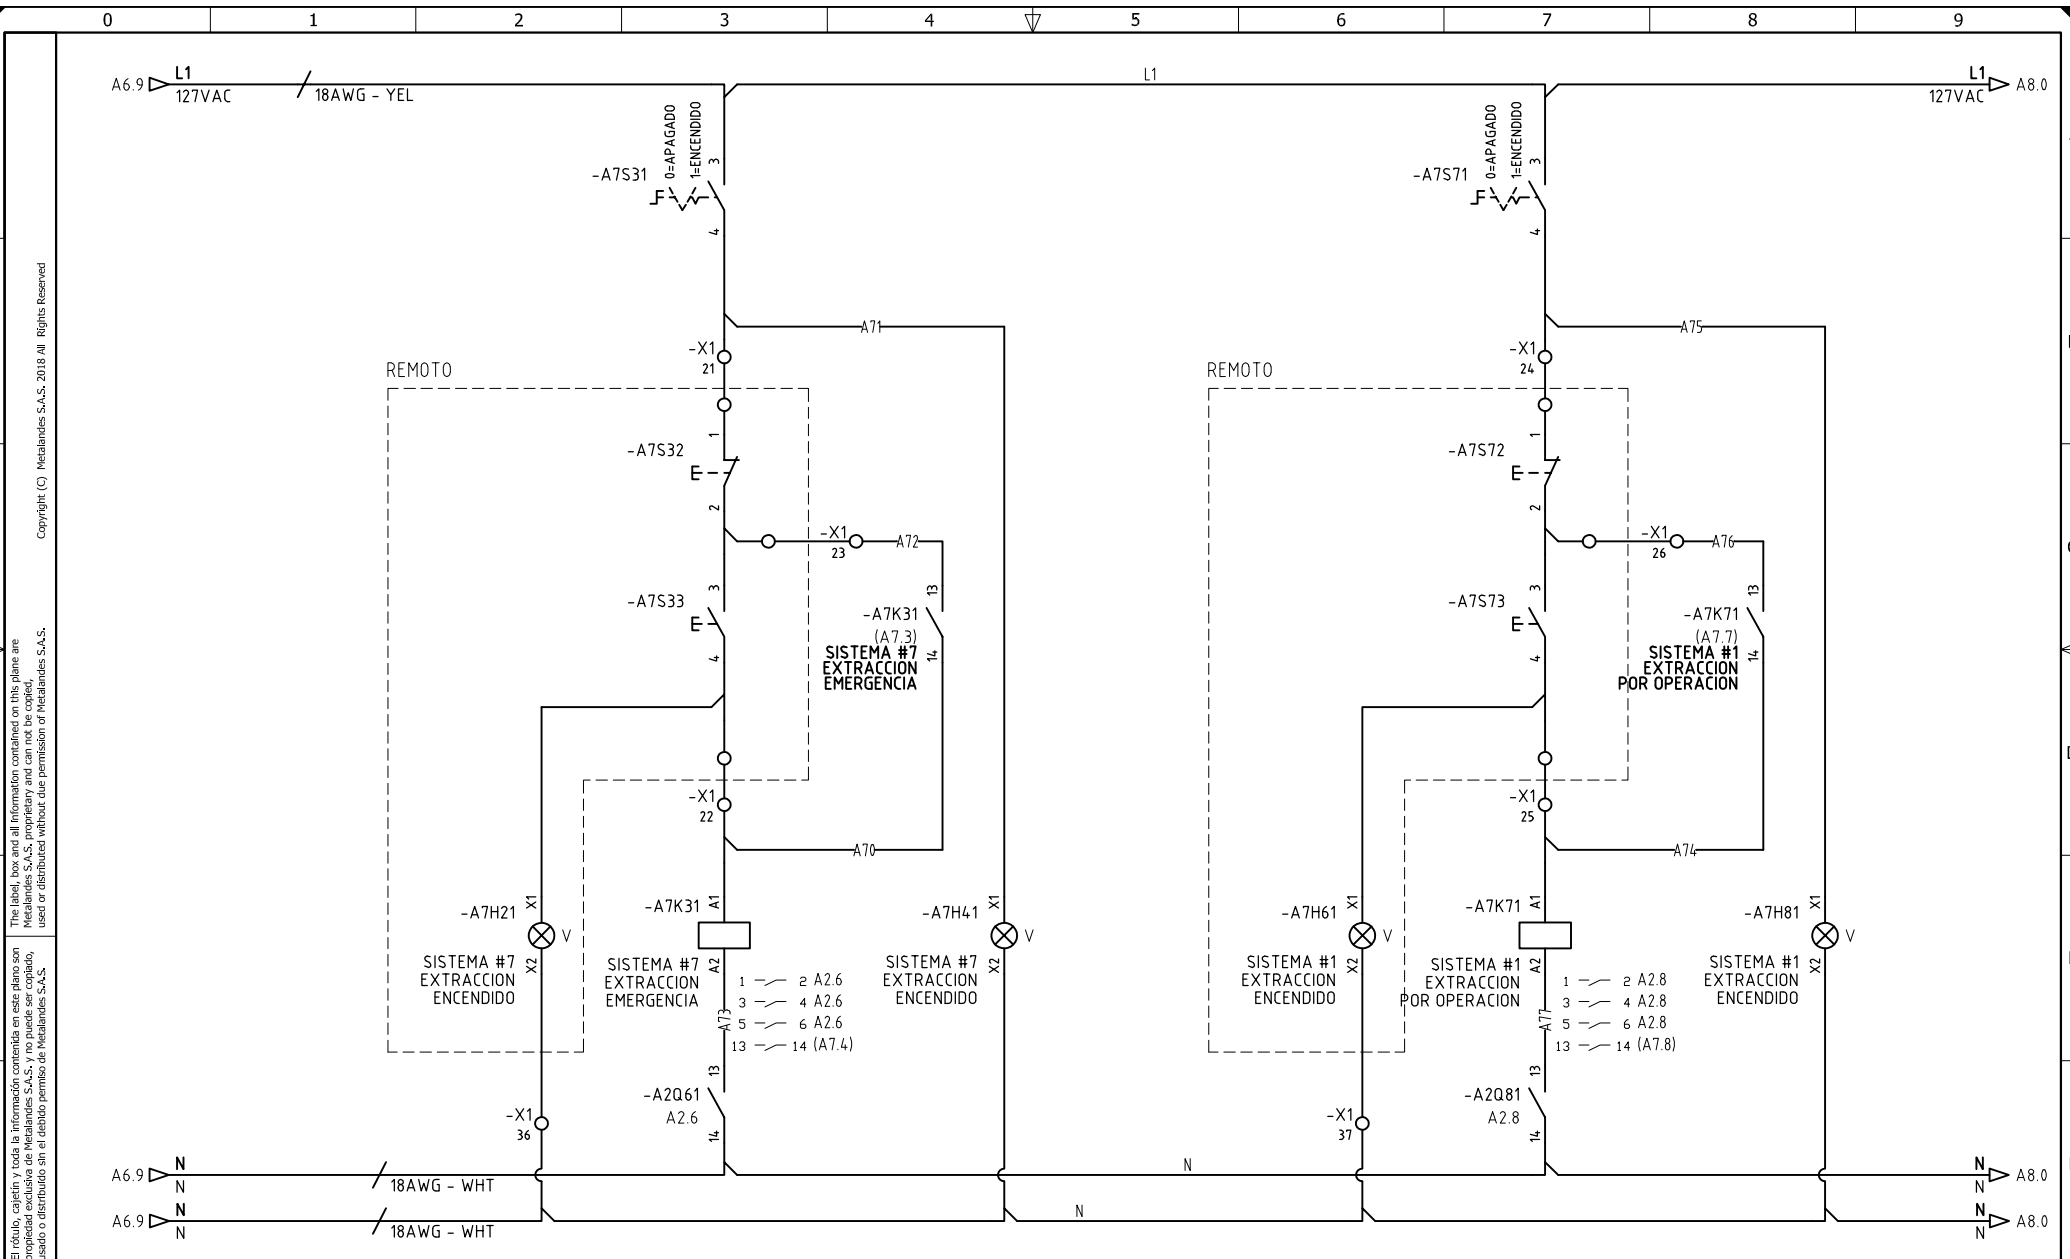 0 1 2 3 4 5 6 7 8 9
A6.9
L1
127VAC
18AWG - YEL
L1
L1
127VAC
A8.0
-A7S31
0=APAGADO
1=ENCENDIDO
3
4
A71
-X1
21
REMOTO
-A7S32
1
2
-X1
23
A72
-A7S33
3
4
-A7K31
(A7.3)
SISTEMA #7
EXTRACCION
EMERGENCIA
13
14
-X1
22
A70
-A7H21
X1
X2
V
SISTEMA #7
EXTRACCION
ENCENDIDO
-A7K31
A1
A2
SISTEMA #7
EXTRACCION
EMERGENCIA
A73
1 2 A2.6
3 4 A2.6
5 6 A2.6
13 14 (A7.4)
-A7H41
X1
X2
V
SISTEMA #7
EXTRACCION
ENCENDIDO
-A2Q61
A2.6
13
14
-X1
36
-A7S71
0=APAGADO
1=ENCENDIDO
3
4
A75
-X1
24
REMOTO
-A7S72
1
2
-X1
26
A76
-A7S73
3
4
-A7K71
(A7.7)
SISTEMA #1
EXTRACCION
POR OPERACION
13
14
-X1
25
A74
-A7H61
X1
X2
V
SISTEMA #1
EXTRACCION
ENCENDIDO
-A7K71
A1
A2
SISTEMA #1
EXTRACCION
POR OPERACION
A77
1 2 A2.8
3 4 A2.8
5 6 A2.8
13 14 (A7.8)
-A7H81
X1
X2
V
SISTEMA #1
EXTRACCION
ENCENDIDO
-A2Q81
A2.8
13
14
-X1
37
A6.9
N
N
18AWG - WHT
N
N
N
A8.0
A6.9
N
N
18AWG - WHT
N
N
N
A8.0
Copyright (C) Metalandes S.A.S. 2018 All Rights Reserved
The label, box and all information contained on this plane are
Metalandes S.A.S. proprietary and can not be copied,
used or distributed without due permission of Metalandes S.A.S.
El rótulo, cajetín y toda la información contenida en este plano son
propiedad exclusiva de Metalandes S.A.S. y no puede ser copiado,
usado o distribuido sin el debido permiso de Metalandes S.A.S.